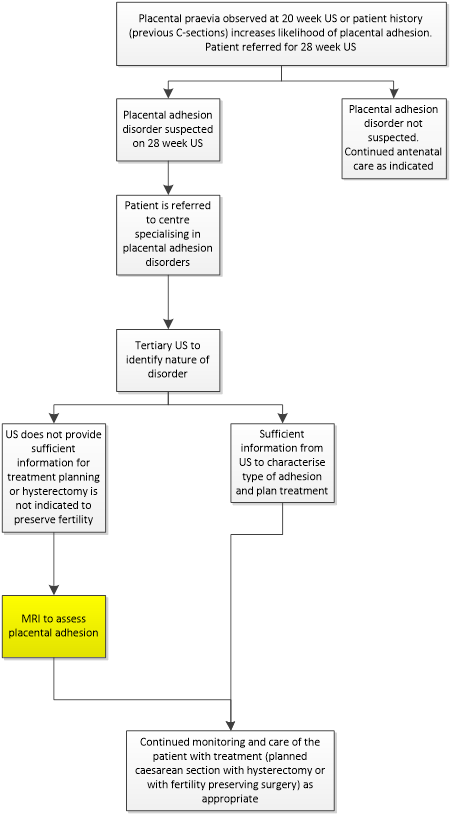 Placental praevia observed at 20 week US or patient history
(previous C-sections) increases likelihood of placental adhesion.
Patient referred for 28 week US
Placental adhesion
disorder suspected
on 28 week US
Placental adhesion
disorder not
suspected.
Continued antenatal
care as indicated
Patient is referred
to centre
specialising in
placental adhesion
disorders
Tertiary US to
identify nature of
disorder
US does not provide
sufficient
information for
treatment planning
or hysterectomy is
not indicated to
preserve fertility
Sufficient
information from
US to characterise
type of adhesion
and plan treatment
MRI to assess
placental adhesion
Continued monitoring and care of the
patient with treatment (planned
caesarean section with hysterectomy or
with fertility preserving surgery) as
appropriate